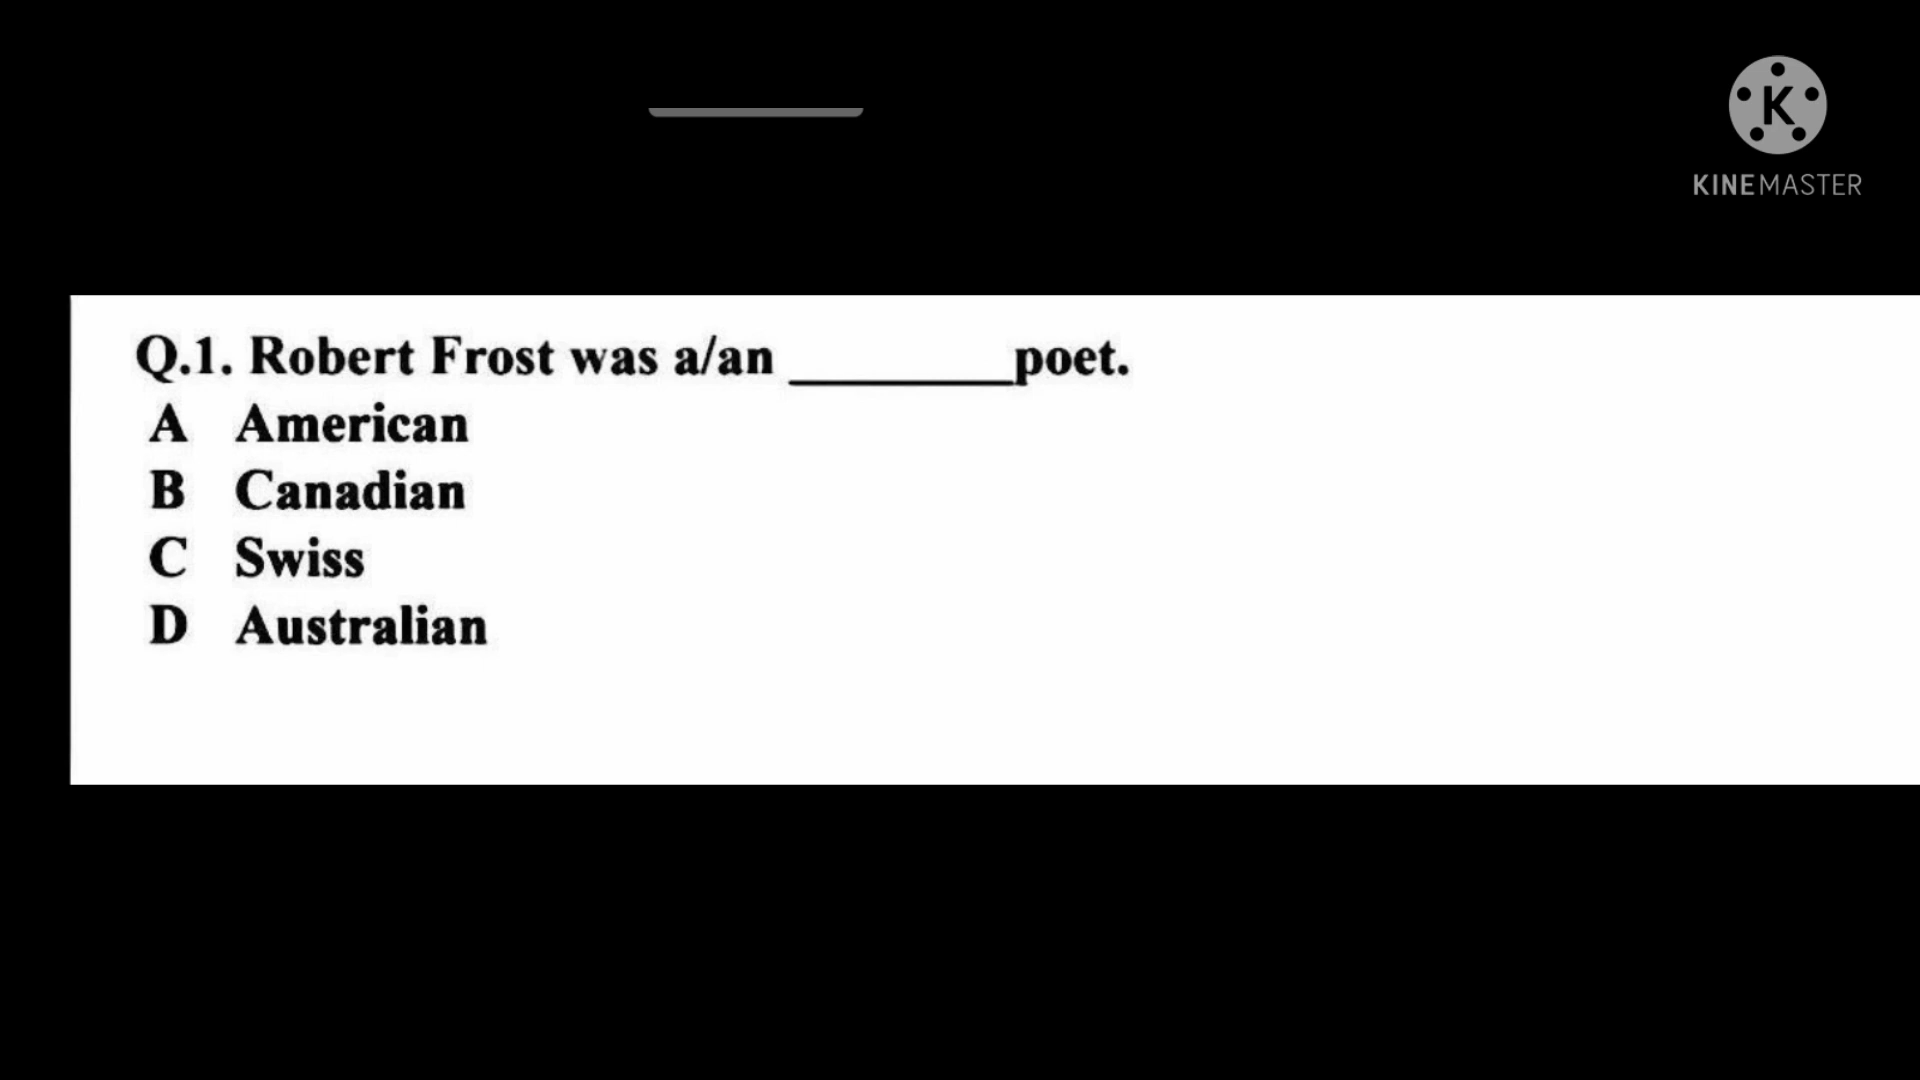 K
KINEMASTER
Q.1. Robert Frost was a/an ________poet.
A American
B Canadian
C Swiss
D Australian